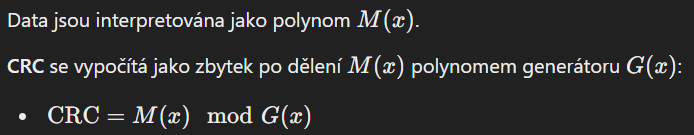 Data jsou interpretována jako polynom M(x).
CRC se vypočítá jako zbytek po dělení M(x) polynomem generátoru G(x):
• CRC = M(x) mod G(x)